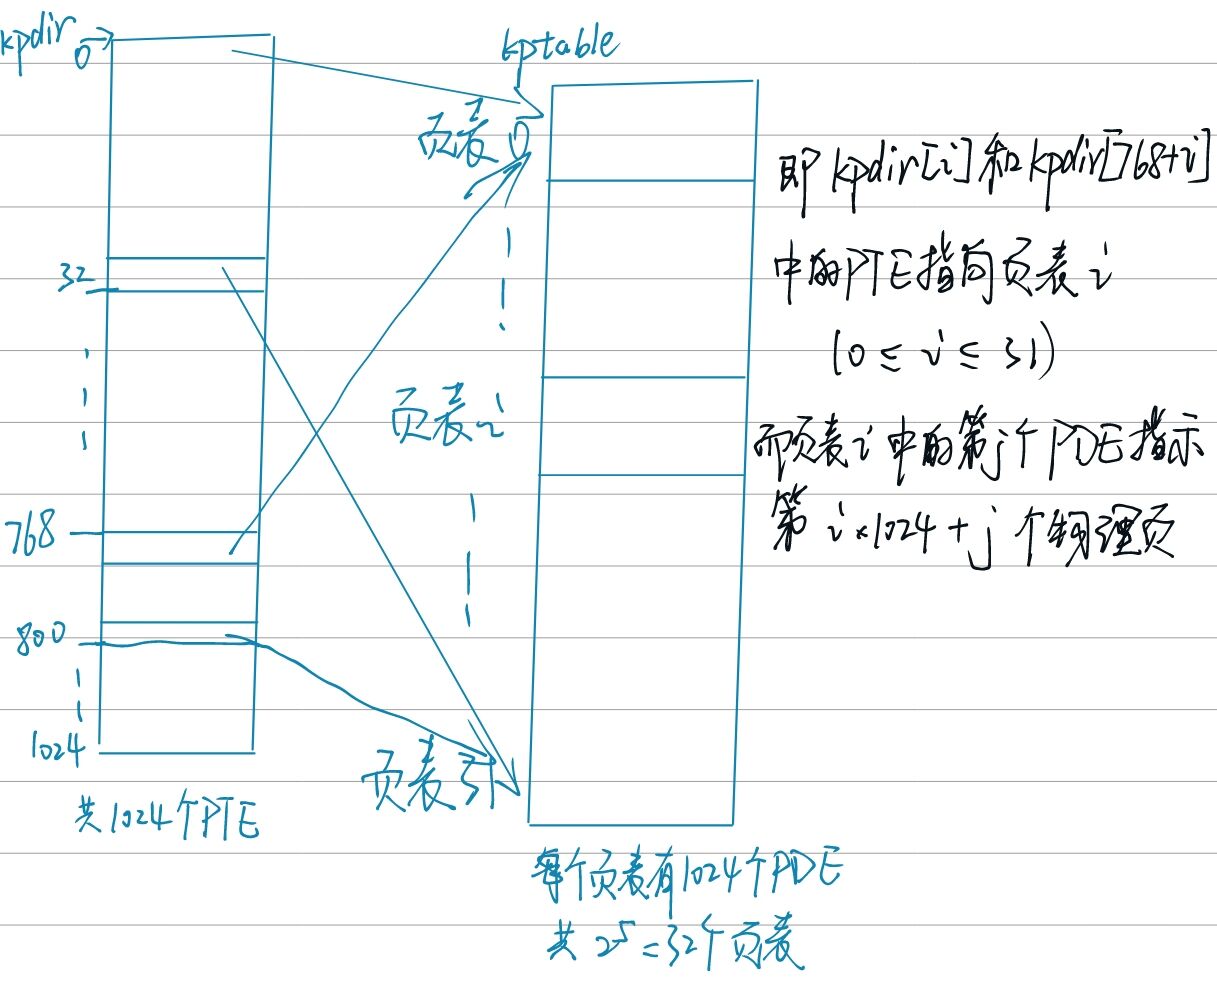 kpdir
0
kptable
页表0
32
页表i
768
800
1024
页表31
共1024个PTE
每个页表有1024个PDE
共2^5=32个页表
即kpdir[i]和kpdir[768+i]
中的PTE指向页表i
(0≤i≤31)
而页表i中的第j个PDE指示
第i×1024+j个物理页